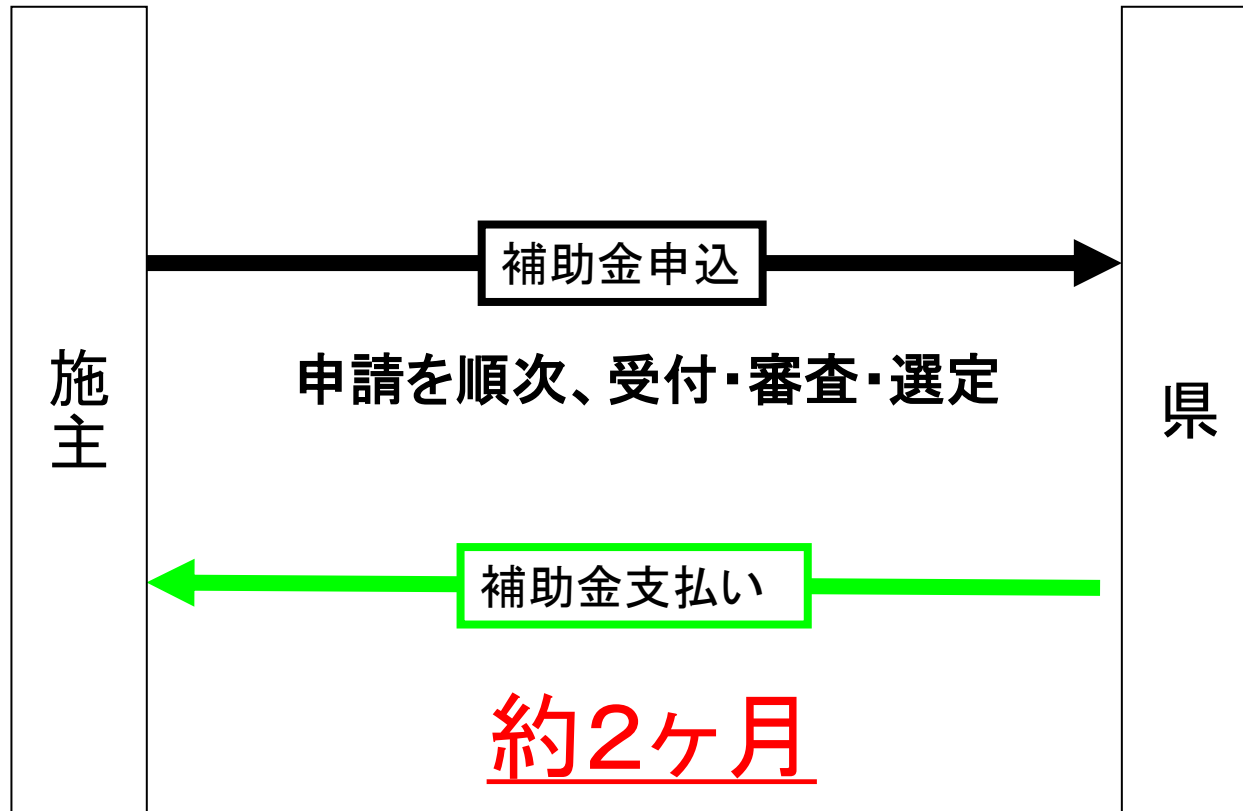 補助金申込
施主
申請を順次、受付・審査・選定
県
補助金支払い
約2ヶ月